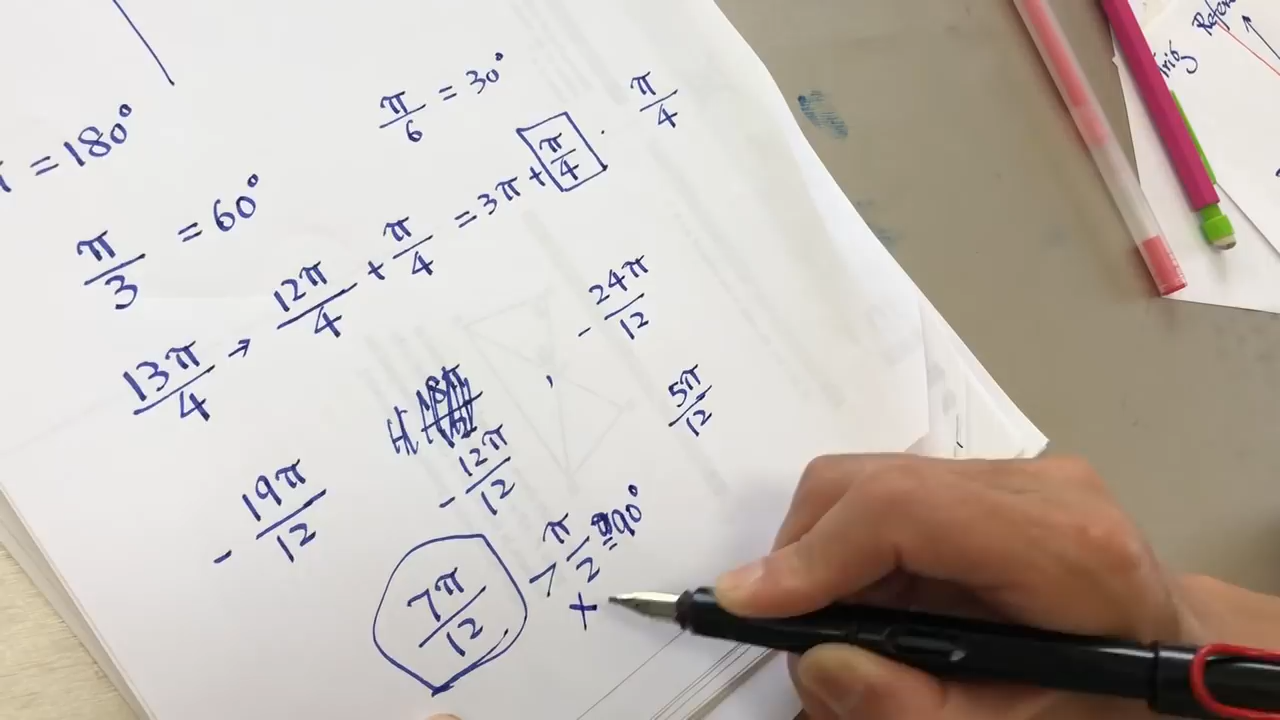 = 180°
π/6 = 30°
π/3 = 60°
13π/4 → 12π/4 + π/4 = 3π + π/4 . π/4
-19π/12
-12π/12
-24π/12
5π/12
7π/12 > π/2 = 90°
×
Trig